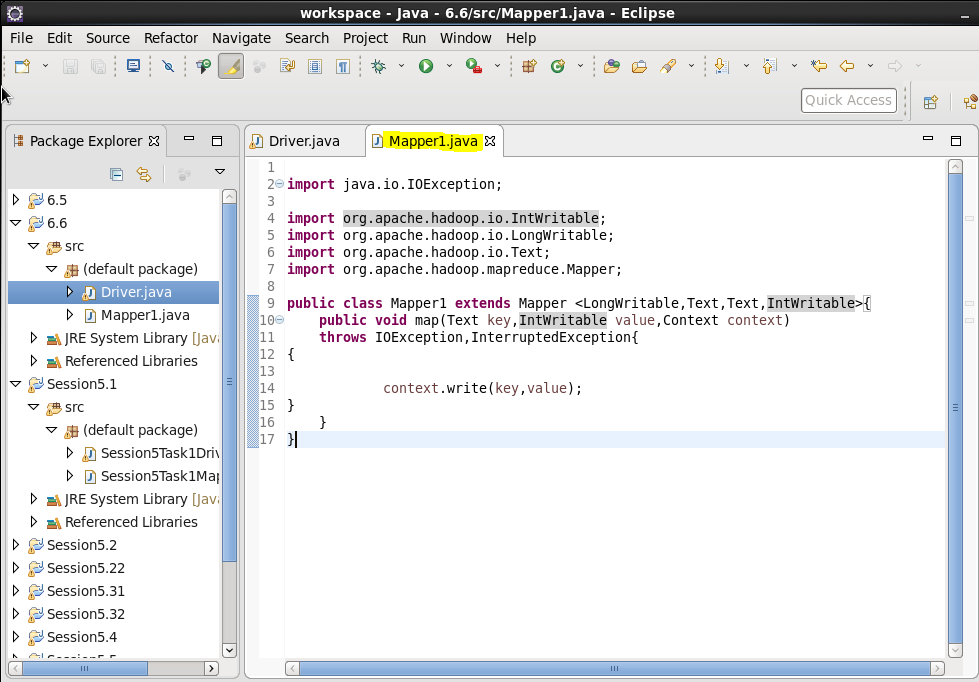 workspace - Java - 6.6/src/Mapper1.java - Eclipse
File Edit Source Refactor Navigate Search Project Run Window Help
Quick Access
Package Explorer
Driver.java
Mapper1.java
6.5
6.6
src
(default package)
Driver.java
Mapper1.java
JRE System Library [Java
Referenced Libraries
Session5.1
src
(default package)
Session5Task1Driv
Session5Task1Map
JRE System Library [Java
Referenced Libraries
Session5.2
Session5.22
Session5.31
Session5.32
Session5.4
1
2 import java.io.IOException;
3
4 import org.apache.hadoop.io.IntWritable;
5 import org.apache.hadoop.io.LongWritable;
6 import org.apache.hadoop.io.Text;
7 import org.apache.hadoop.mapreduce.Mapper;
8
9 public class Mapper1 extends Mapper <LongWritable,Text,Text,IntWritable>{
10 public void map(Text key,IntWritable value,Context context)
11 throws IOException,InterruptedException{
12 {
13
14 context.write(key,value);
15 }
16 }
17 }